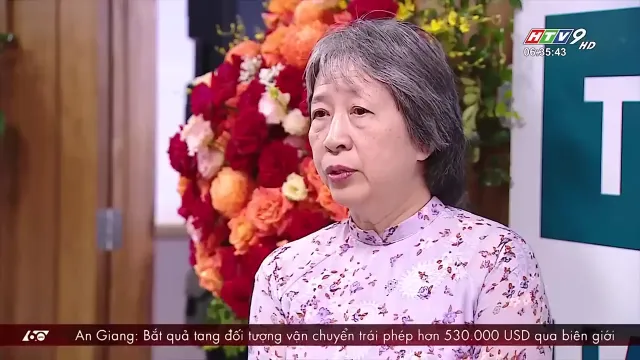 HTV9 HD
06:35:43
T
60
An Giang: Bắt quả tang đối tượng vận chuyển trái phép hơn 530.000 USD qua biên giới